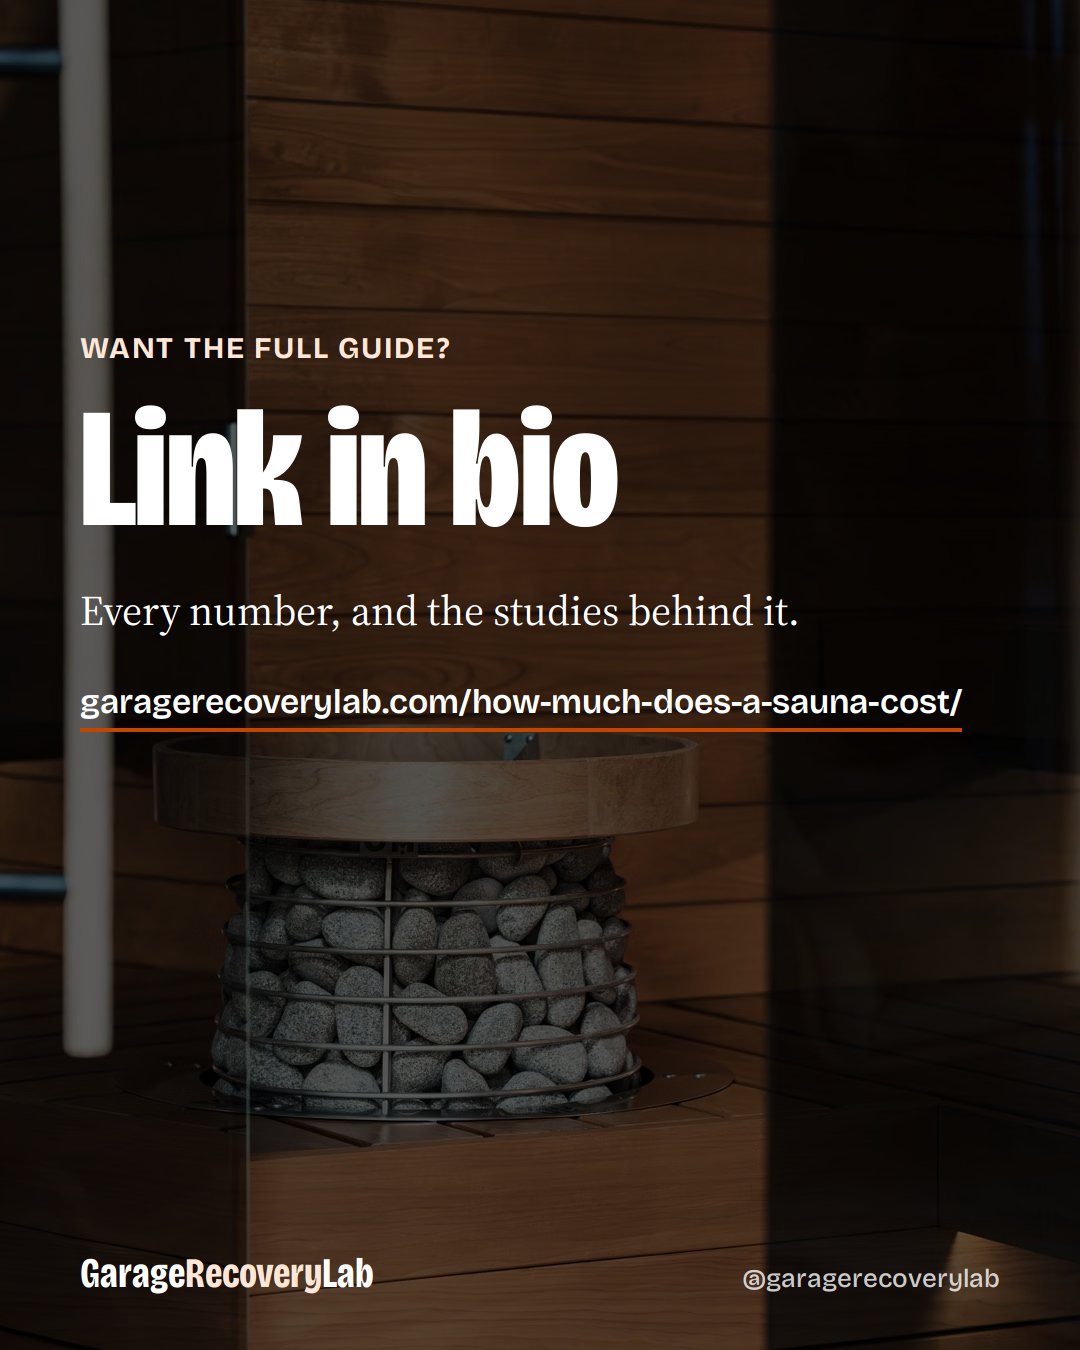 WANT THE FULL GUIDE?
Link in bio
Every number, and the studies behind it.
garagerecoverylab.com/how-much-does-a-sauna-cost/
GarageRecoveryLab
@garagerecoverylab